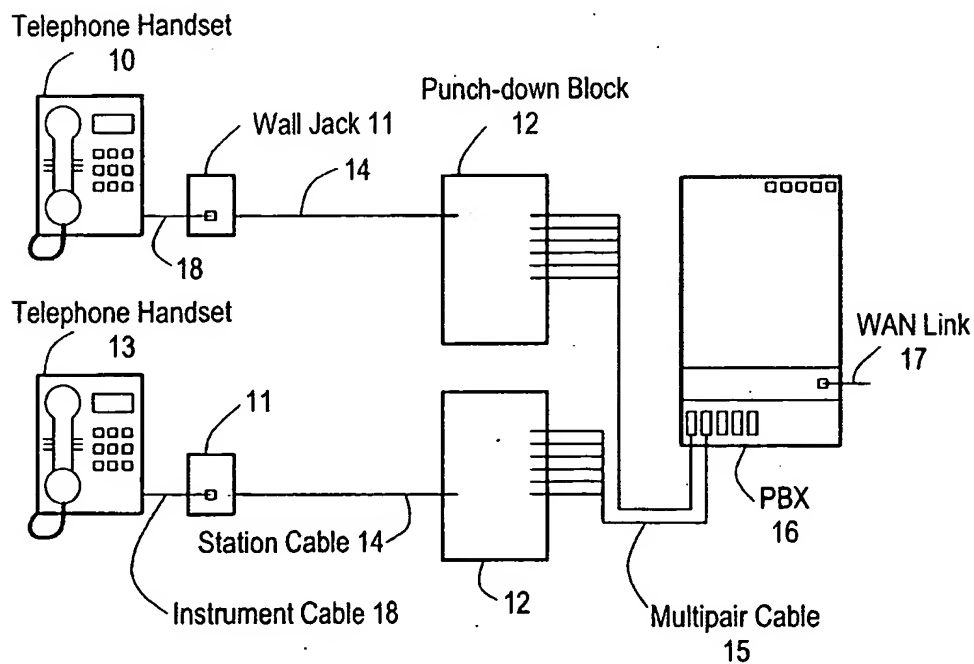 Telephone Handset
10
Wall Jack 11
14
Punch-down Block
12
18
WAN Link
17
Telephone Handset
13
11
Station Cable 14
Instrument Cable 18
12
PBX
16
Multipair Cable
15